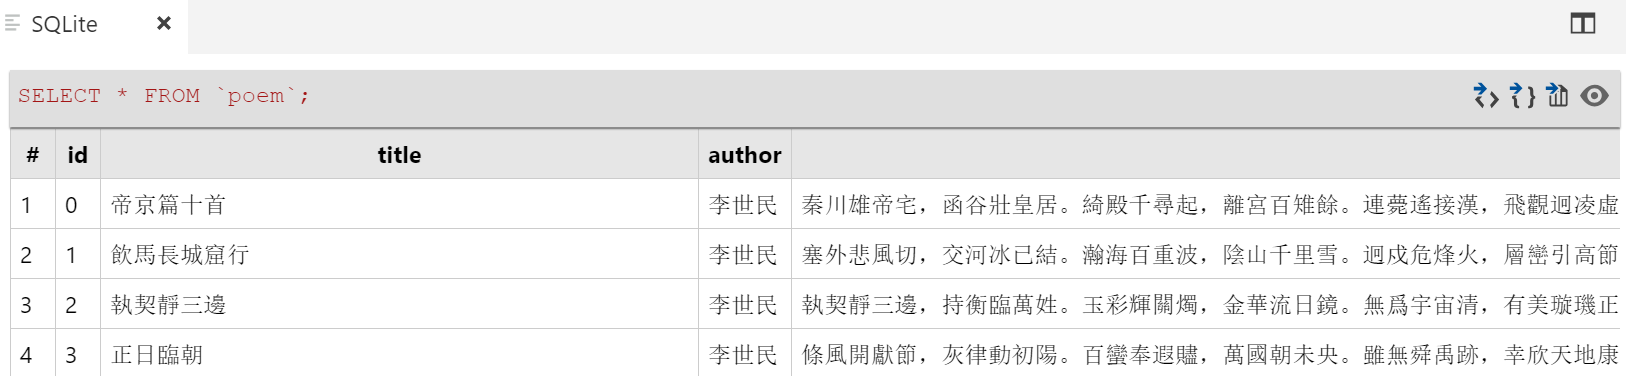 SQLite
SELECT * FROM `poem`;
# id title author
1 0 帝京篇十首 李世民 秦川雄帝宅，函谷壯皇居。綺殿千尋起，離宮百雉餘。連薨遙接漢，飛觀迥凌虛
2 1 飲馬長城窟行 李世民 塞外悲風切，交河冰已結。瀚海百重波，陰山千里雪。迥戍危烽火，層巒引高節
3 2 執契靜三邊 李世民 執契靜三邊，持衡臨萬姓。玉彩輝關燭，金華流日鏡。無爲宇宙清，有美璇璣正
4 3 正日臨朝 李世民 條風開獻節，灰律動初陽。百蠻奉遐贐，萬國朝未央。雖無舜禹跡，幸欣天地康